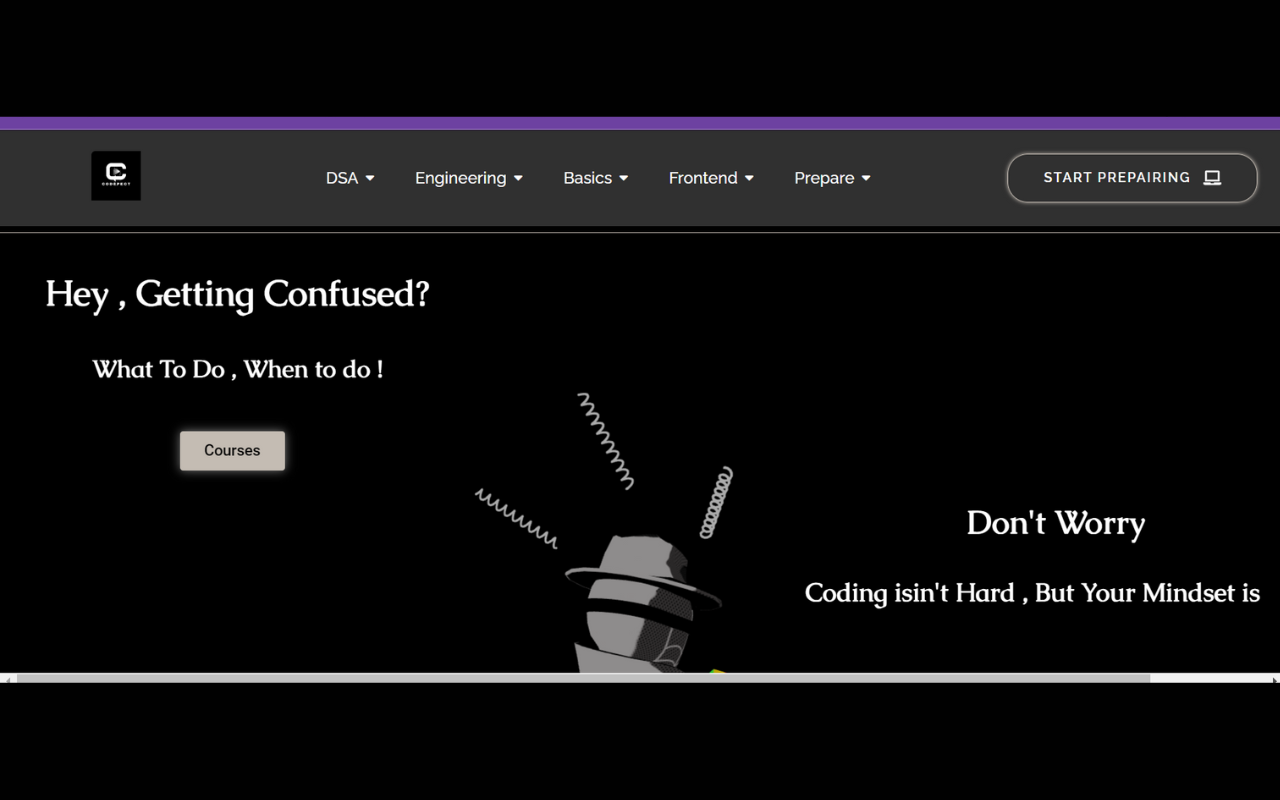 CODEPECT
DSA
Engineering
Basics
Frontend
Prepare
START PREPAIRING
Hey , Getting Confused?
What To Do , When to do !
Courses
Don't Worry
Coding isin't Hard , But Your Mindset is